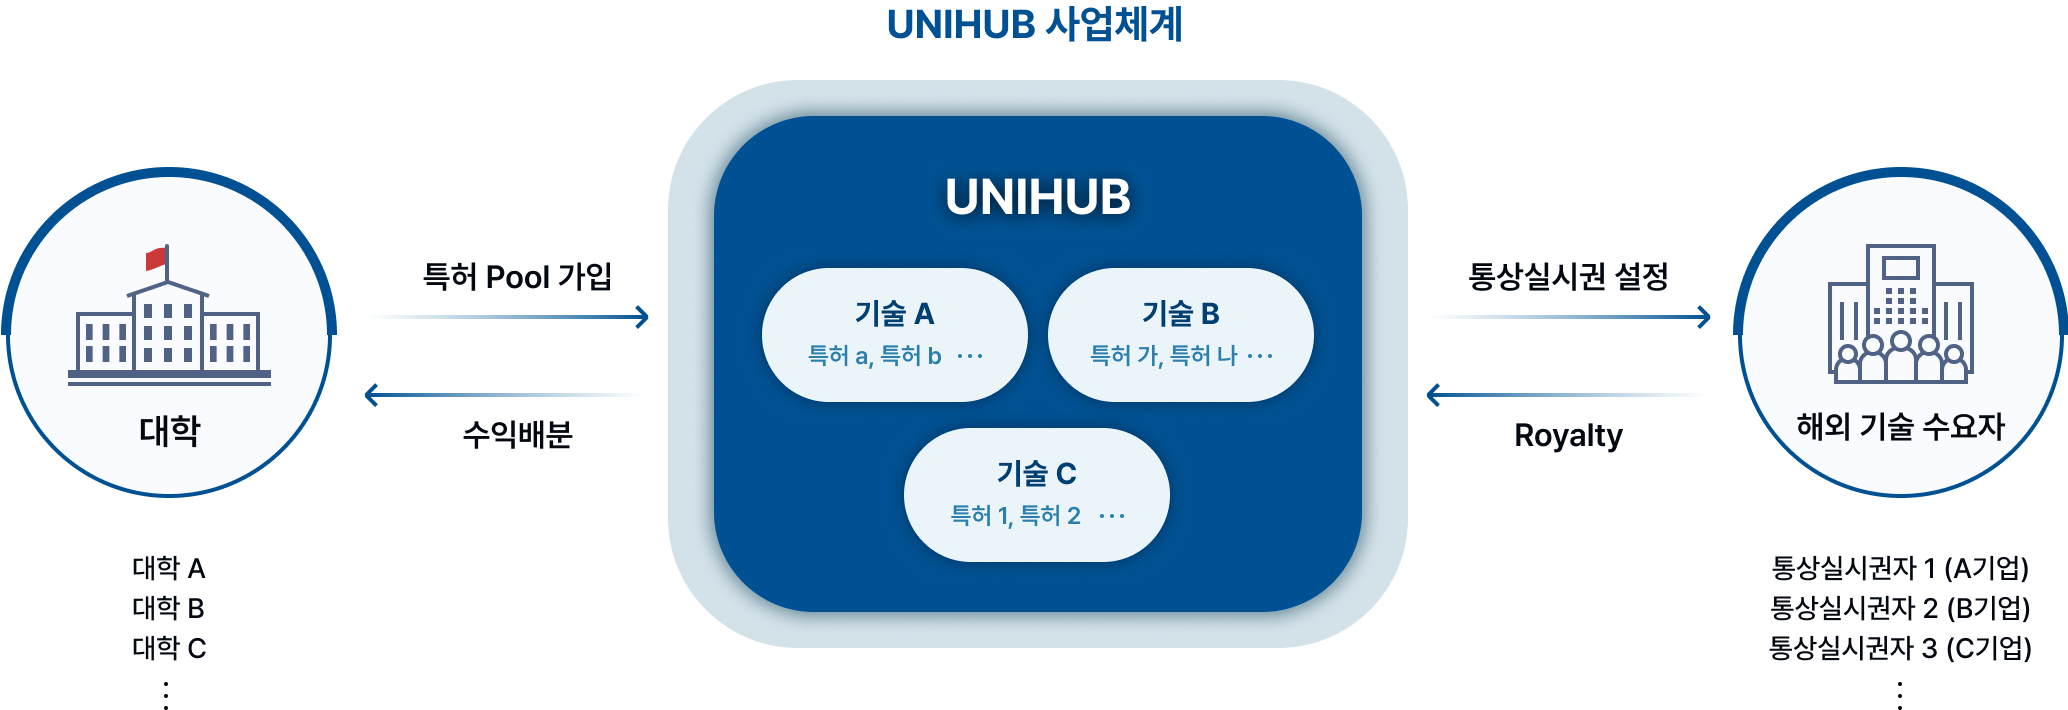 UNIHUB 사업체계
UNIHUB
특허 Pool 가입
수익배분
대학
대학 A
대학 B
대학 C
⋮
기술 A
특허 a, 특허 b ···
기술 B
특허 가, 특허 나 ···
기술 C
특허 1, 특허 2 ···
통상실시권 설정
Royalty
해외 기술 수요자
통상실시권자 1 (A기업)
통상실시권자 2 (B기업)
통상실시권자 3 (C기업)
⋮